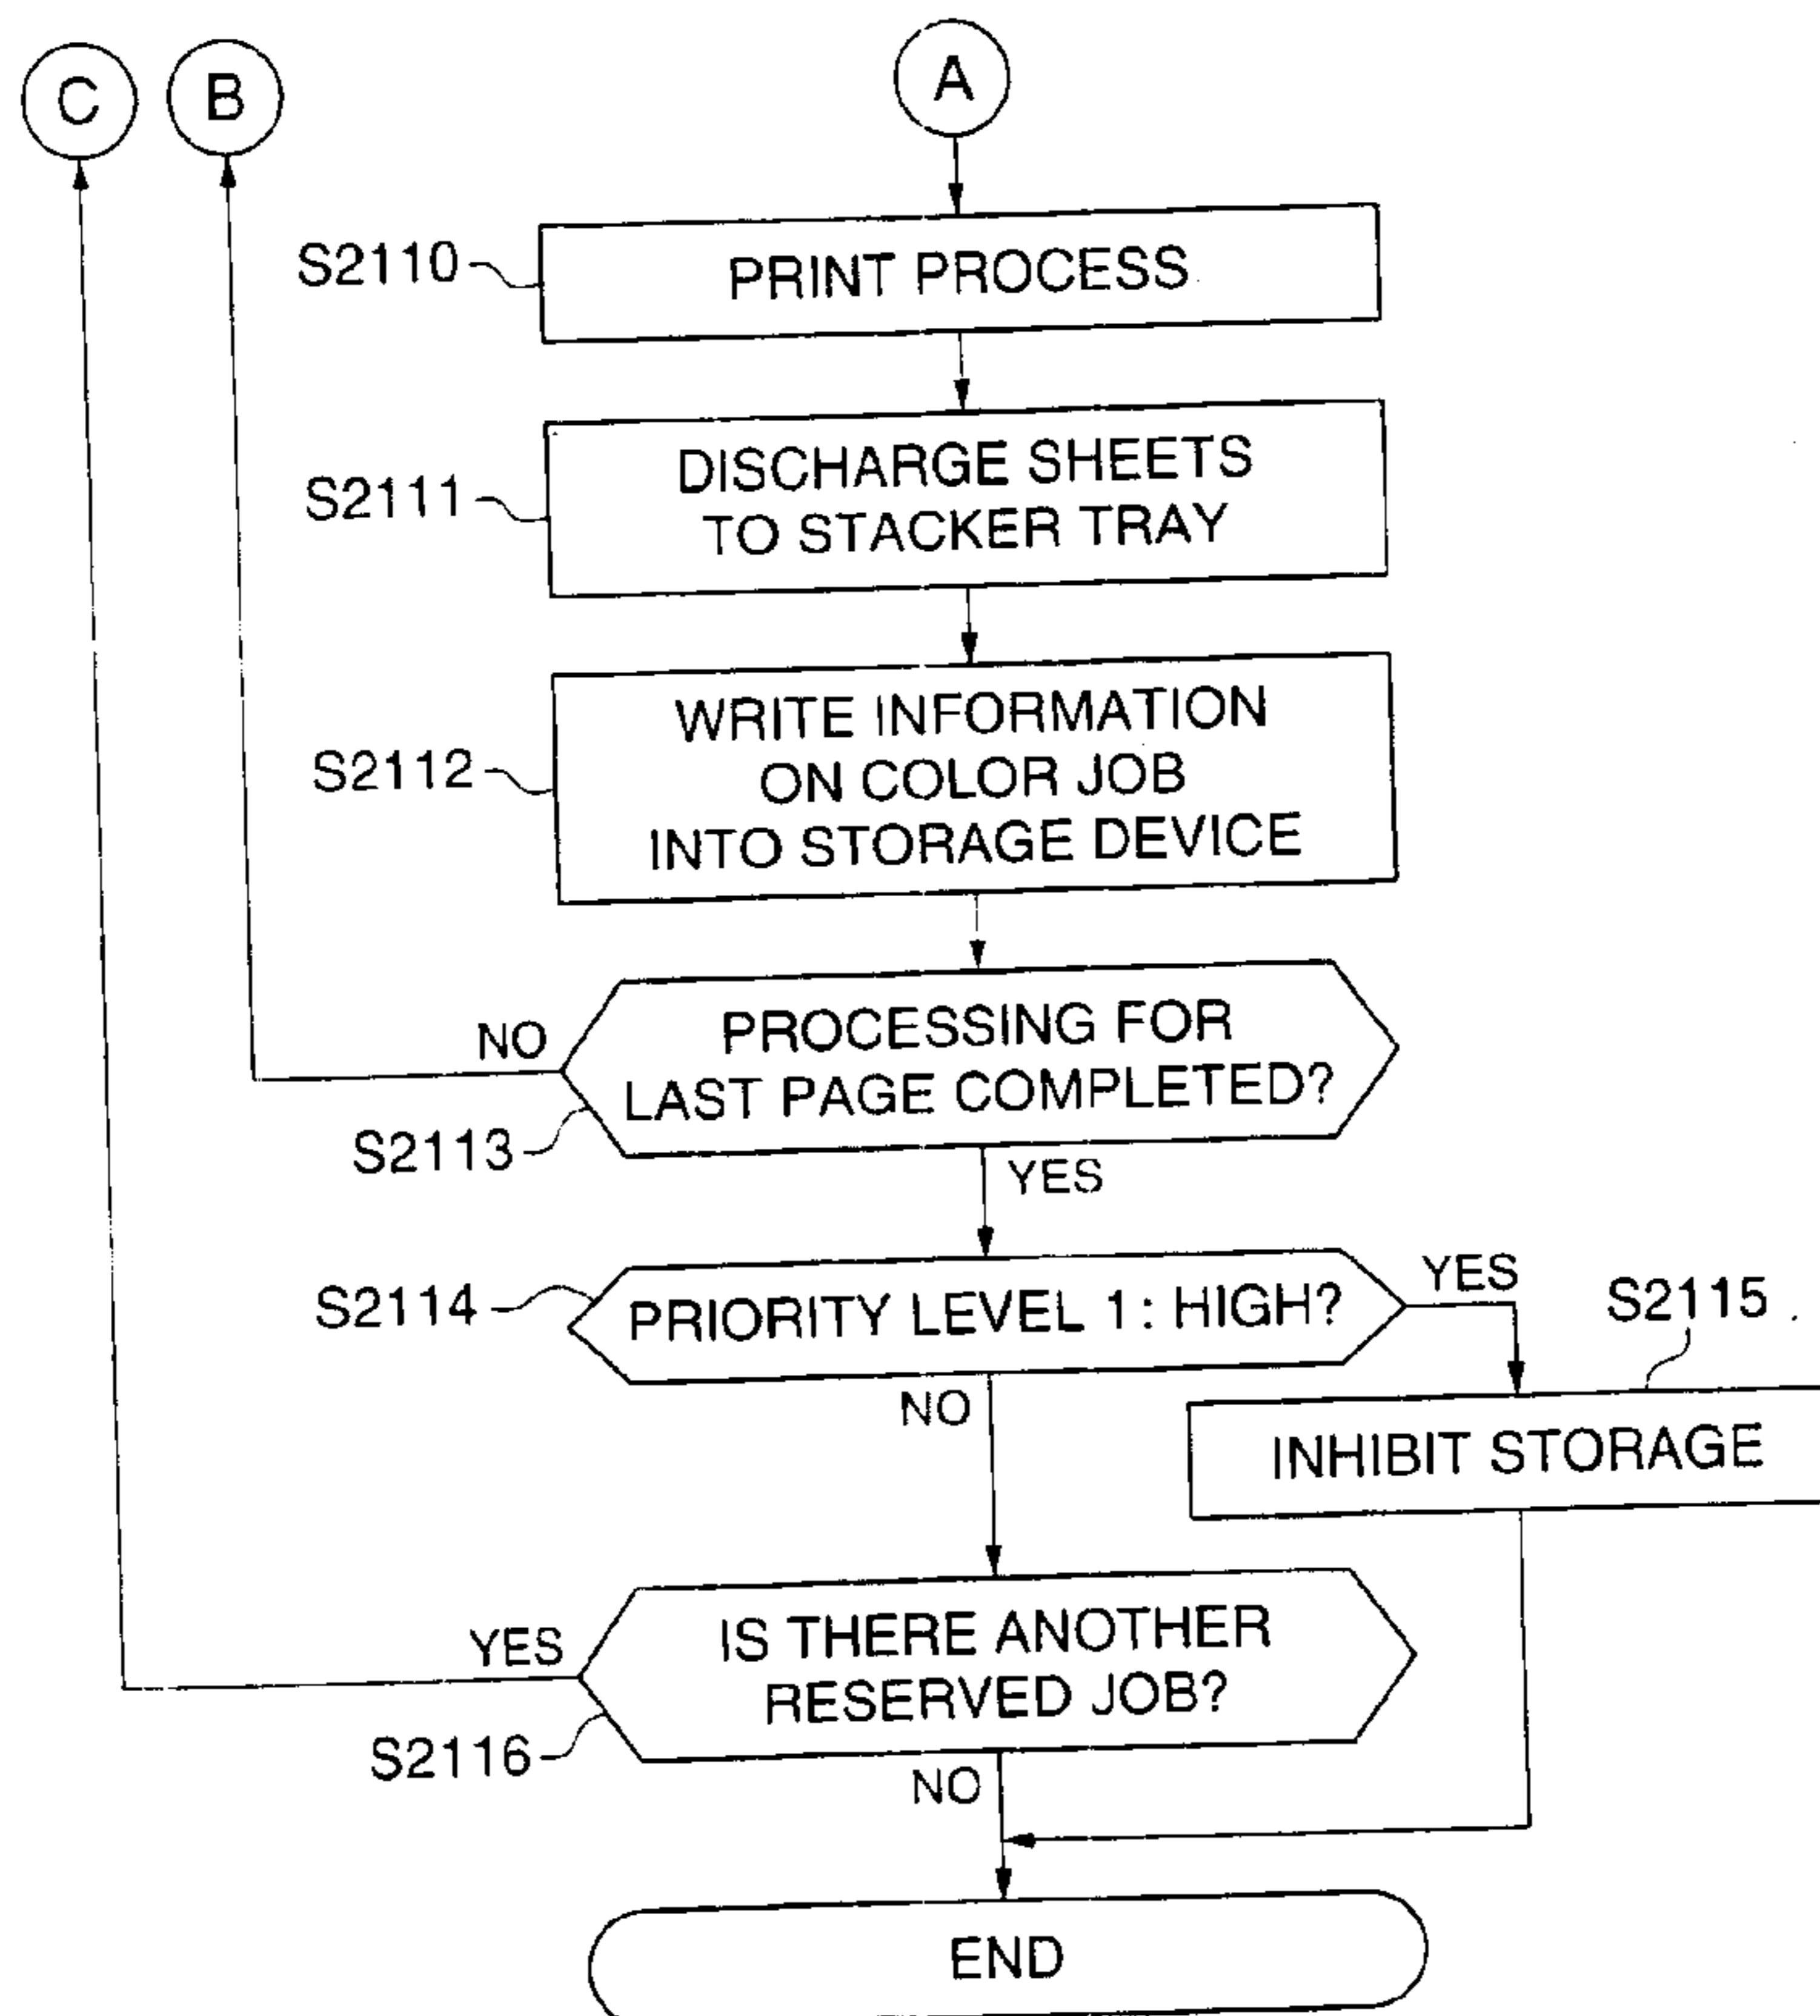 C
B
A
S2110
PRINT PROCESS
S2111
DISCHARGE SHEETS
TO STACKER TRAY
S2112
WRITE INFORMATION
ON COLOR JOB
INTO STORAGE DEVICE
NO
PROCESSING FOR
LAST PAGE COMPLETED?
S2113
YES
S2114
PRIORITY LEVEL 1: HIGH?
YES
S2115
NO
INHIBIT STORAGE
YES
IS THERE ANOTHER
RESERVED JOB?
S2116
NO
END